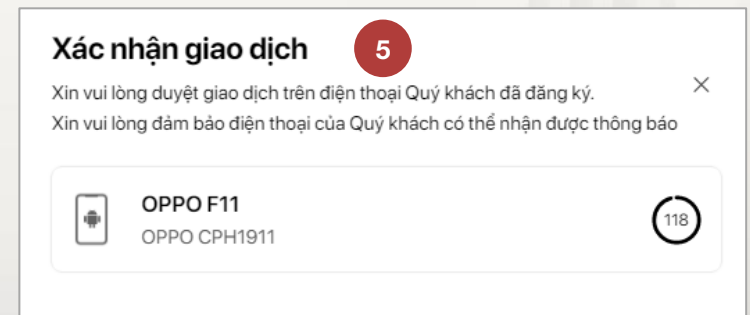 Xác nhận giao dịch 5
Xin vui lòng duyệt giao dịch trên điện thoại Quý khách đã đăng ký.
Xin vui lòng đảm bảo điện thoại của Quý khách có thể nhận được thông báo
OPPO F11
OPPO CPH1911
118